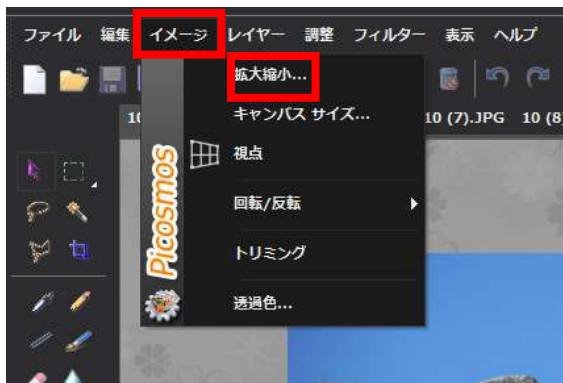 ファイル 編集 イメージ レイヤー 調整 フィルター 表示 ヘルプ
拡大縮小...
キャンバス サイズ...
10 (7).JPG 10 (8)
視点
回転/反転
トリミング
透過色...
Picosmos